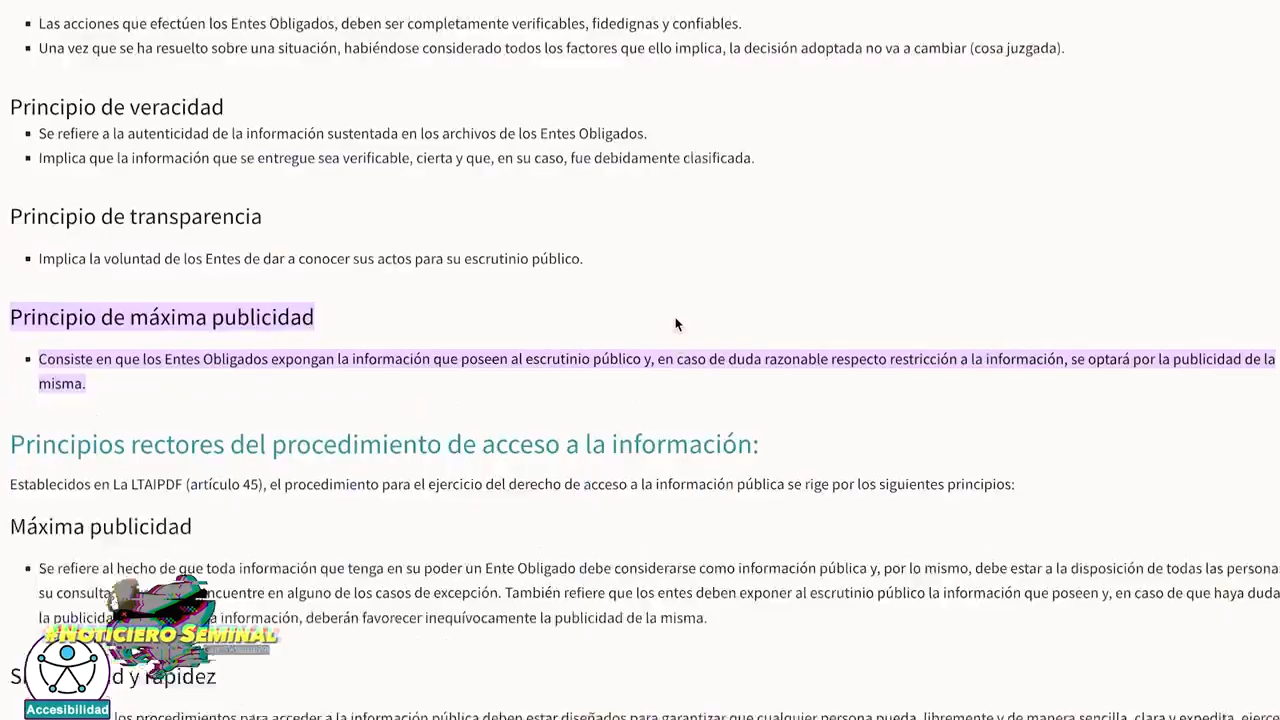 Las acciones que efectúen los Entes Obligados, deben ser completamente verificables, fidedignas y confiables.
Una vez que se ha resuelto sobre una situación, habiéndose considerado todos los factores que ello implica, la decisión adoptada no va a cambiar (cosa juzgada).
Principio de veracidad
Se refiere a la autenticidad de la información sustentada en los archivos de los Entes Obligados.
Implica que la información que se entregue sea verificable, cierta y que, en su caso, fue debidamente clasificada.
Principio de transparencia
Implica la voluntad de los Entes de dar a conocer sus actos para su escrutinio público.
Principio de máxima publicidad
Consiste en que los Entes Obligados expongan la información que poseen al escrutinio público y, en caso de duda razonable respecto restricción a la información, se optará por la publicidad de la
misma.
Principios rectores del procedimiento de acceso a la información:
Establecidos en La LTAIPDF (artículo 45), el procedimiento para el ejercicio del derecho de acceso a la información pública se rige por los siguientes principios:
Máxima publicidad
Se refiere al hecho de que toda información que tenga en su poder un Ente Obligado debe considerarse como información pública y, por lo mismo, debe estar a la disposición de todas las persona
su consulta ncuentre en alguno de los casos de excepción. También refiere que los entes deben exponer al escrutinio público la información que poseen y, en caso de que haya duda
la publicida a información, deberán favorecer inequívocamente la publicidad de la misma.
#NOTICIERO SEMINAL
d y rapidez
Accesibilidad
los procedimientos para acceder a la información pública deben estar diseñados para garantizar que cualquier persona pueda, libremente y de manera sencilla, clara y expedita, ejerce